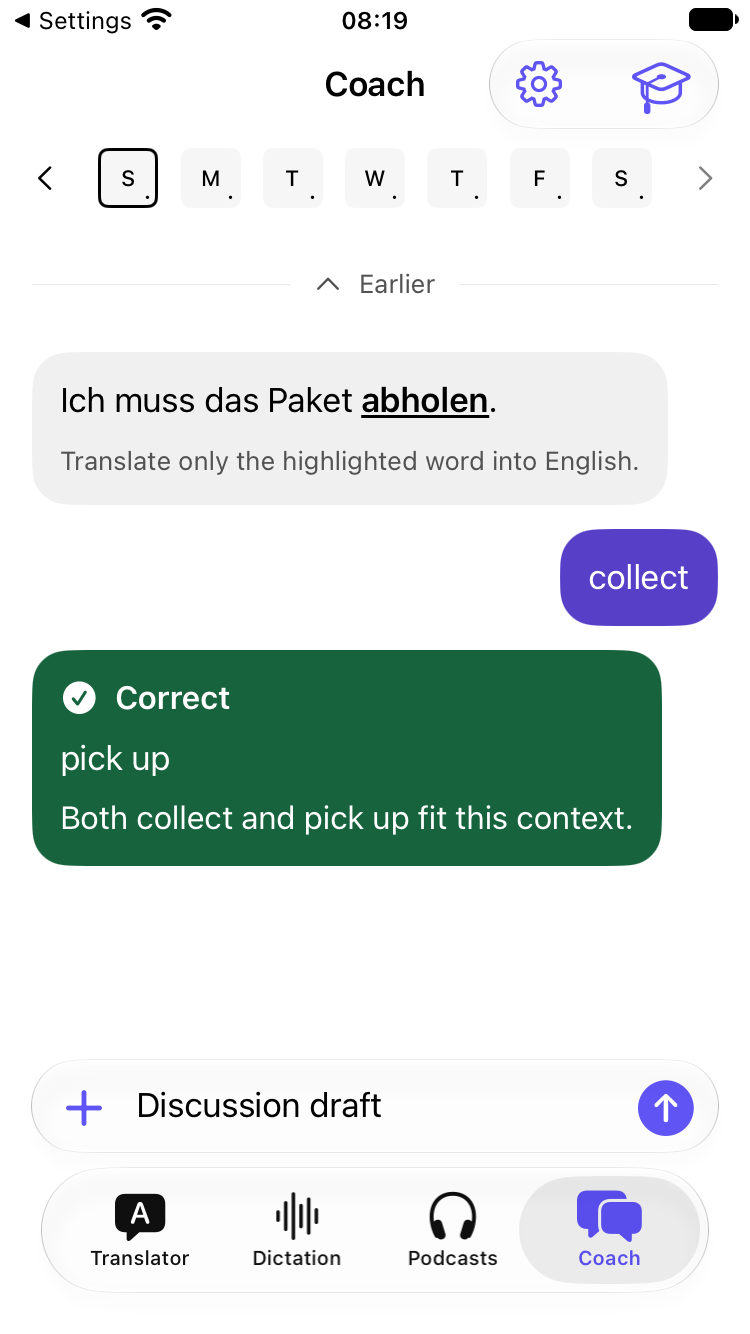 Settings
08:19
Coach
S. M. T. W. T. F. S.
Earlier
Ich muss das Paket abholen.
Translate only the highlighted word into English.
collect
Correct
pick up
Both collect and pick up fit this context.
Discussion draft
A
Translator Dictation Podcasts Coach